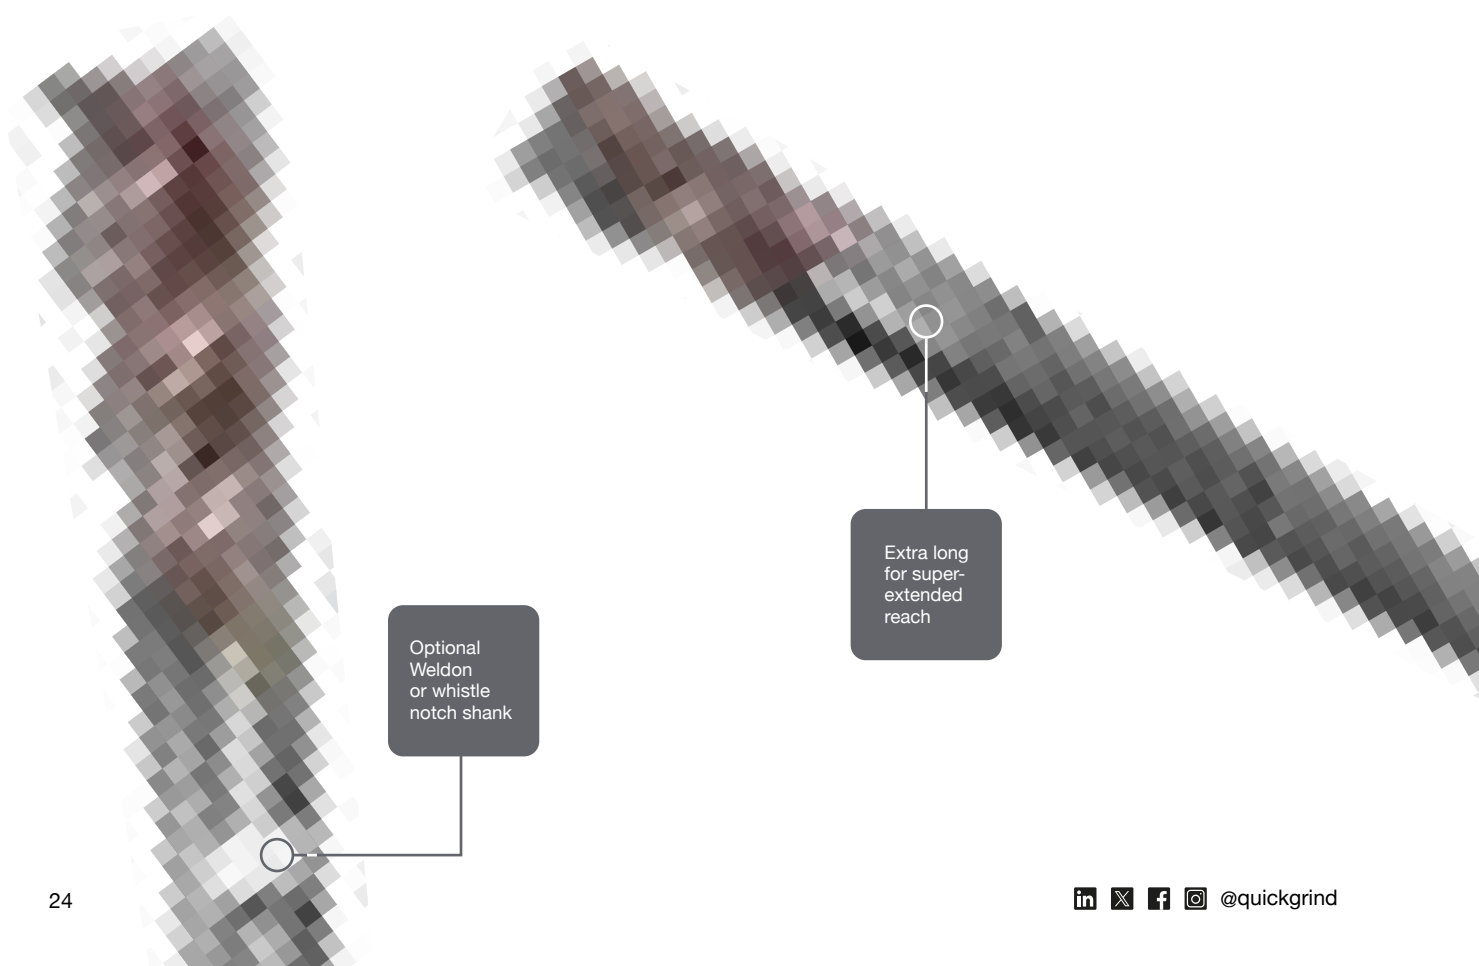 Extra long
for super-
extended
reach
Optional
Weldon
or whistle
notch shank
24
@quickgrind